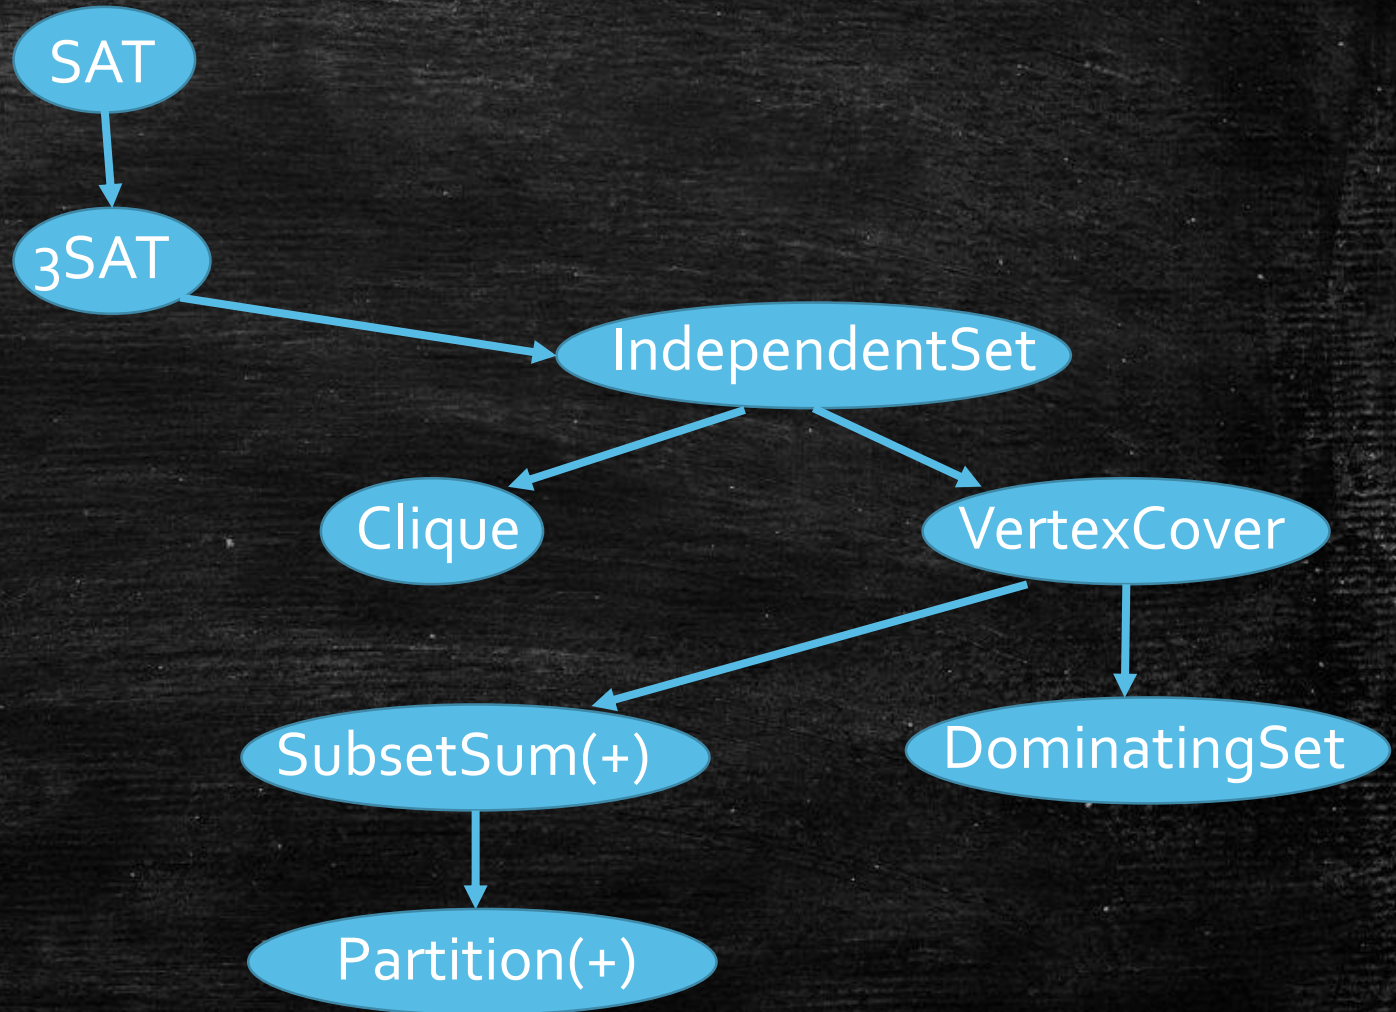 SAT
3SAT
IndependentSet
Clique
VertexCover
SubsetSum(+)
DominatingSet
Partition(+)